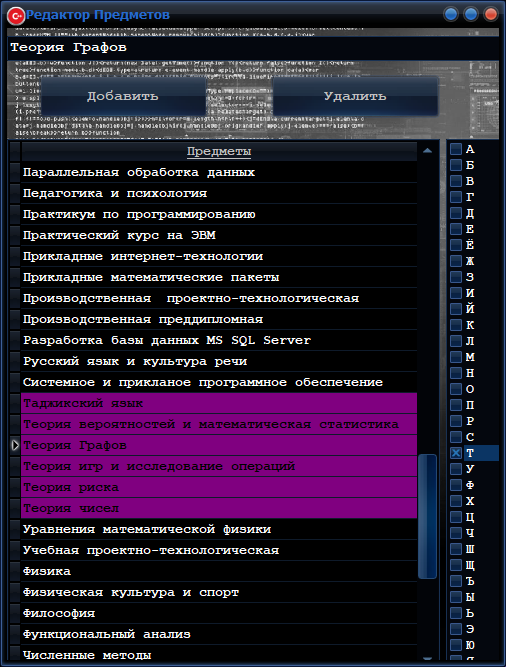 Редактор Предметов
Теория Графов
Добавить
Удалить
Предметы
Параллельная обработка данных
Педагогика и психология
Практикум по программированию
Практический курс на ЭВМ
Прикладные интернет-технологии
Прикладные математические пакеты
Производственная проектно-технологическая
Производственная преддипломная
Разработка базы данных MS SQL Server
Русский язык и культура речи
Системное и прикланое программное обеспечение
Таджикский язык
Теория вероятностей и математическая статистика
Теория Графов
Теория игр и исследование операций
Теория риска
Теория чисел
Уравнения математической физики
Учебная проектно-технологическая
Физика
Физическая культура и спорт
Философия
Функциональный анализ
Численные методы
А
Б
В
Г
Д
Е
Ё
Ж
З
И
Й
К
Л
М
Н
О
П
Р
С
Т
У
Ф
Х
Ц
Ч
Ш
Щ
Ъ
Ы
Ь
Э
Ю